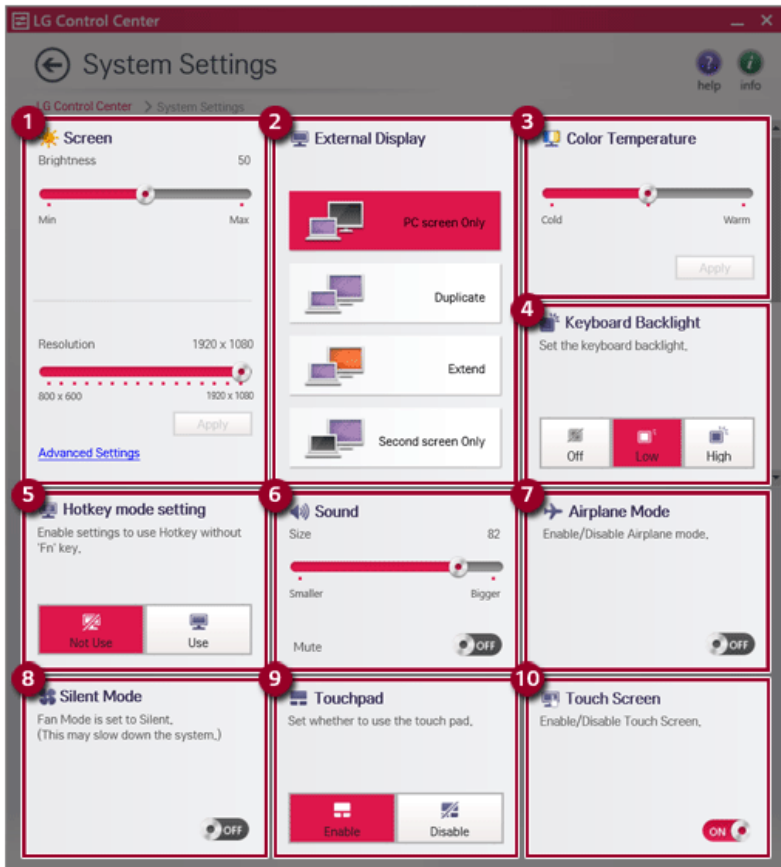 LG Control Center
System Settings
help
info
LG Control Center > System Settings
1
Screen
Brightness 50
Min Max
Resolution 1920 x 1080
800 x 600 1920 x 1080
Apply
Advanced Settings
2
External Display
PC screen Only
Duplicate
Extend
Second screen Only
3
Color Temperature
Cold Warm
Apply
4
Keyboard Backlight
Set the keyboard backlight.
Off Low High
5
Hotkey mode setting
Enable settings to use Hotkey without
'Fn' key.
Not Use Use
6
Sound
Size 82
Smaller Bigger
Mute OFF
7
Airplane Mode
Enable/Disable Airplane mode.
OFF
8
Silent Mode
Fan Mode is set to Silent.
(This may slow down the system.)
OFF
9
Touchpad
Set whether to use the touch pad.
Enable Disable
10
Touch Screen
Enable/Disable Touch Screen.
ON